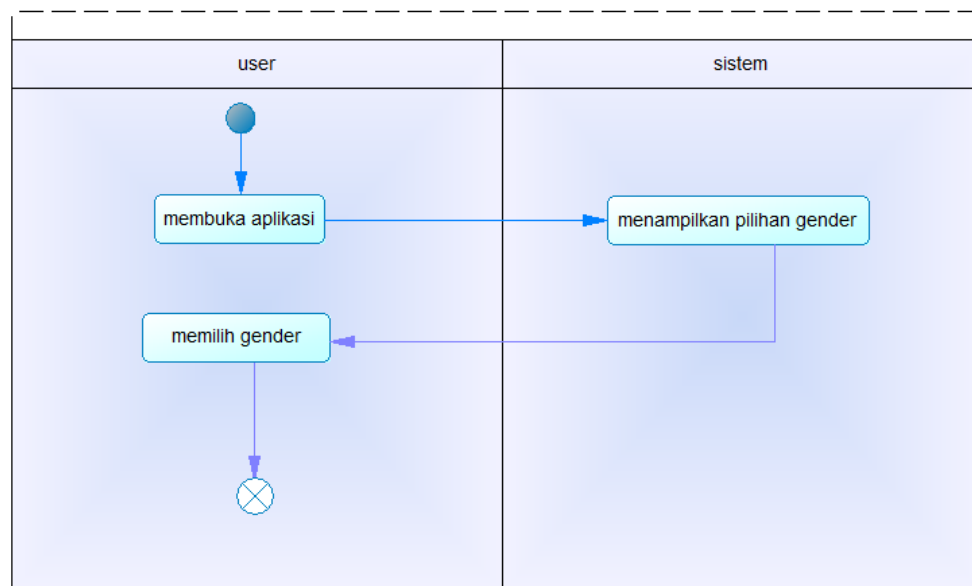 user
sistem
membuka aplikasi
menampilkan pilihan gender
memilih gender